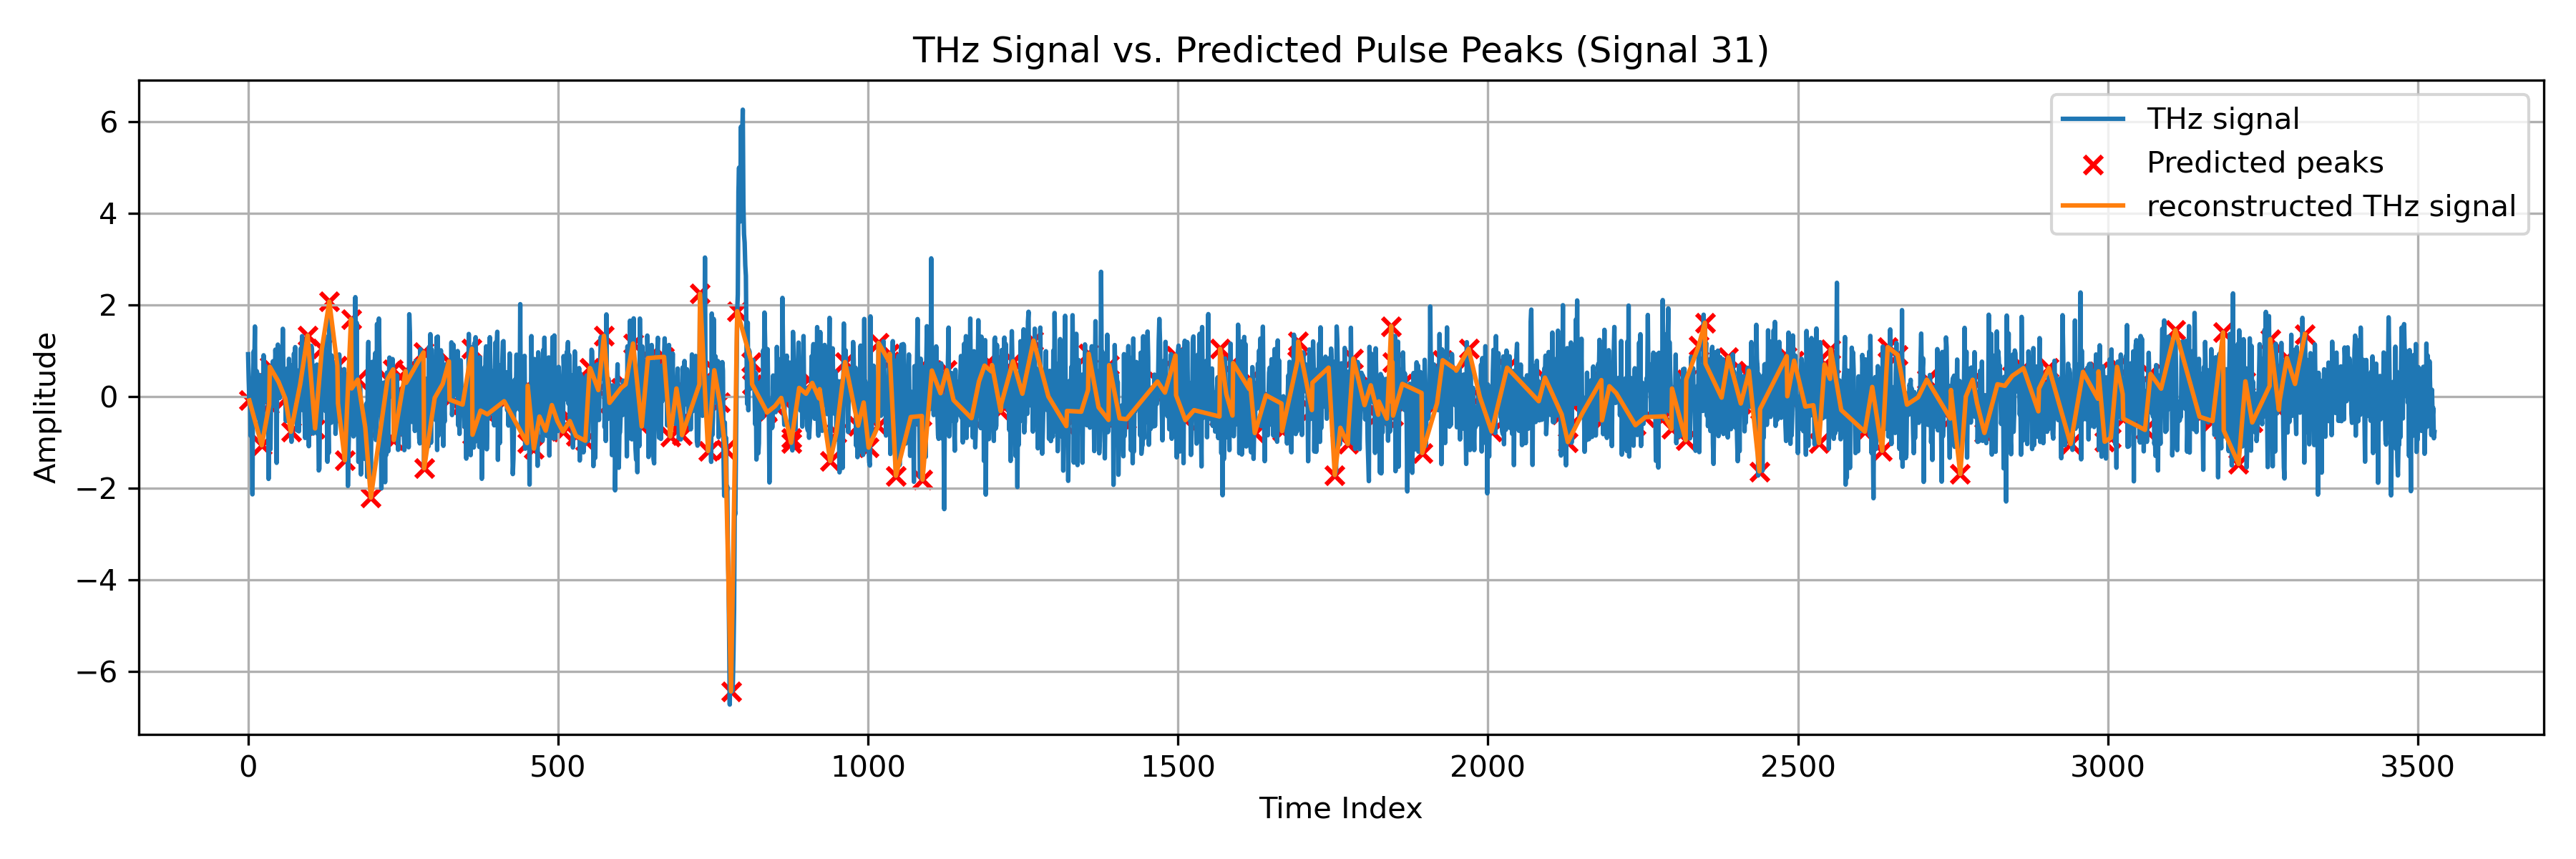 THz Signal vs. Predicted Pulse Peaks (Signal 31)
THz signal
Predicted peaks
reconstructed THz signal
Amplitude
6
4
2
0
−2
−4
−6
0 500 1000 1500 2000 2500 3000 3500
Time Index